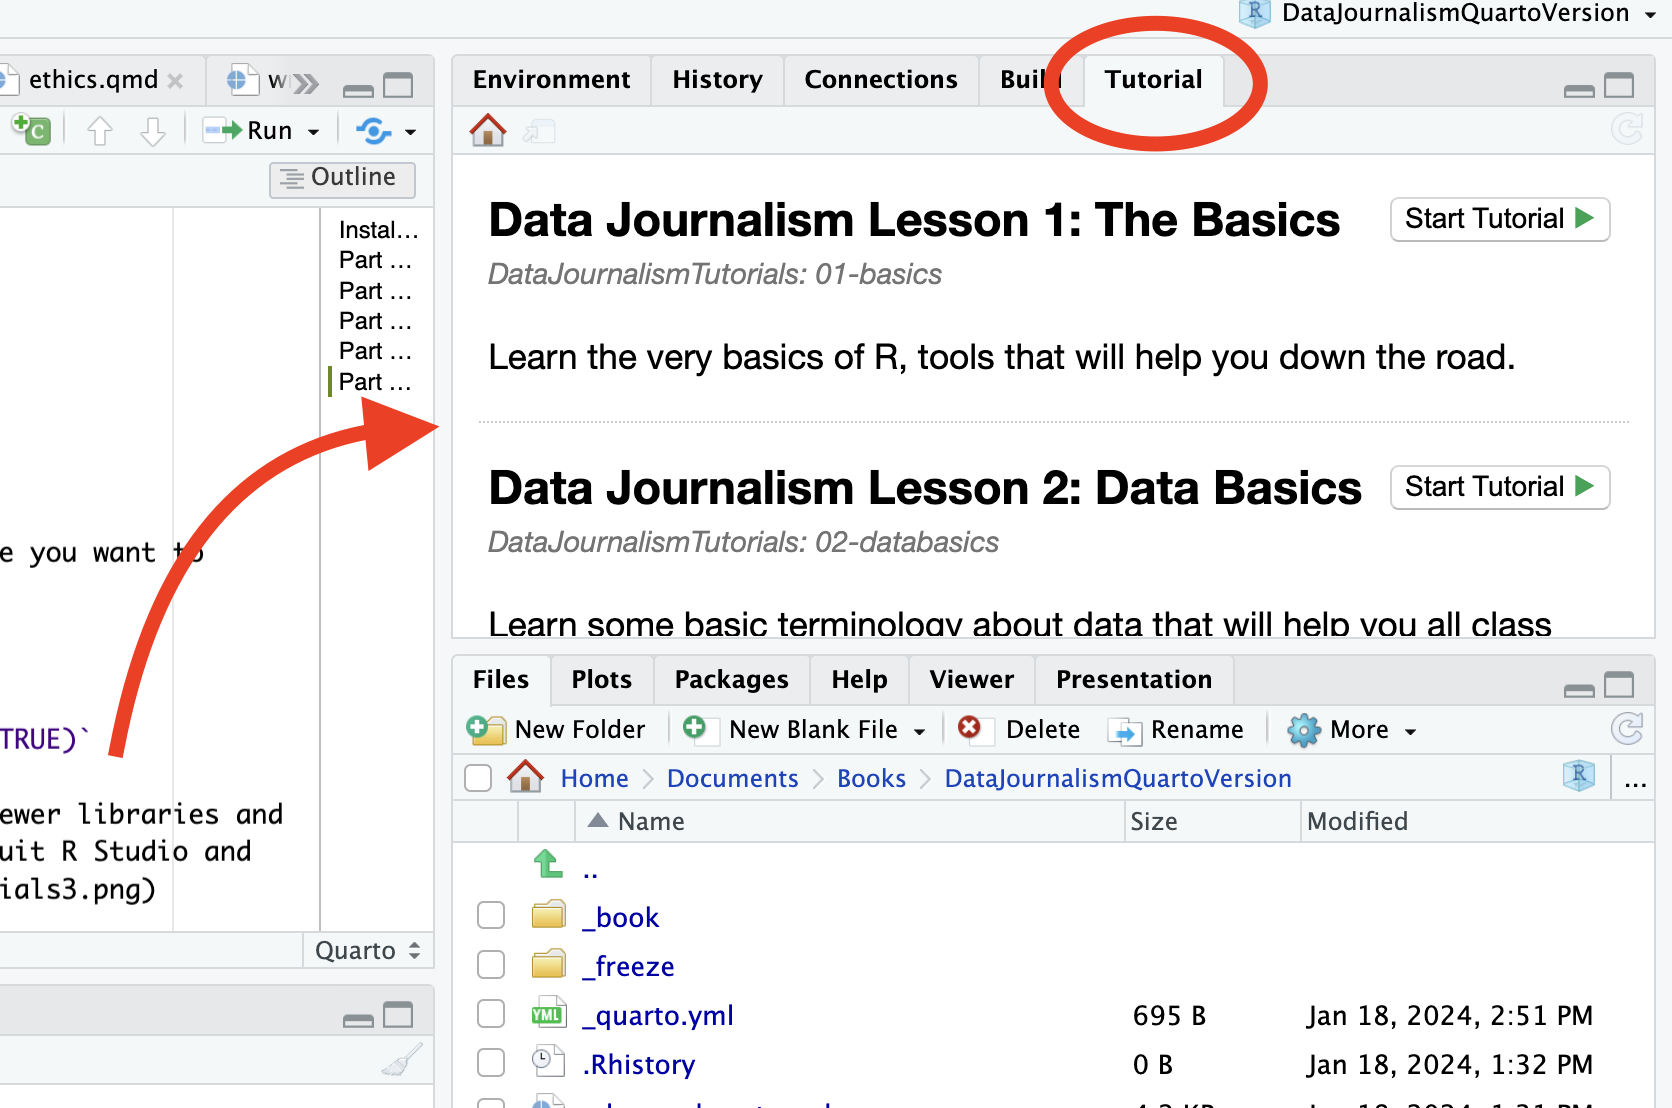 DataJournalismQuartoVersion
ethics.qmd
Run
Outline
Instal...
Part ...
Part ...
Part ...
Part ...
Part ...
e you want to
TRUE)`
ewer libraries and
uit R Studio and
ials3.png)
Quarto
Environment History Connections Build Tutorial
Data Journalism Lesson 1: The Basics Start Tutorial
DataJournalismTutorials: 01-basics
Learn the very basics of R, tools that will help you down the road.
Data Journalism Lesson 2: Data Basics Start Tutorial
DataJournalismTutorials: 02-databasics
Learn some basic terminology about data that will help you all class
Files Plots Packages Help Viewer Presentation
New Folder New Blank File Delete Rename More
Home Documents Books DataJournalismQuartoVersion R ...
Name Size Modified
..
_book
_freeze
YML _quarto.yml 695 B Jan 18, 2024, 2:51 PM
.Rhistory 0 B Jan 18, 2024, 1:32 PM